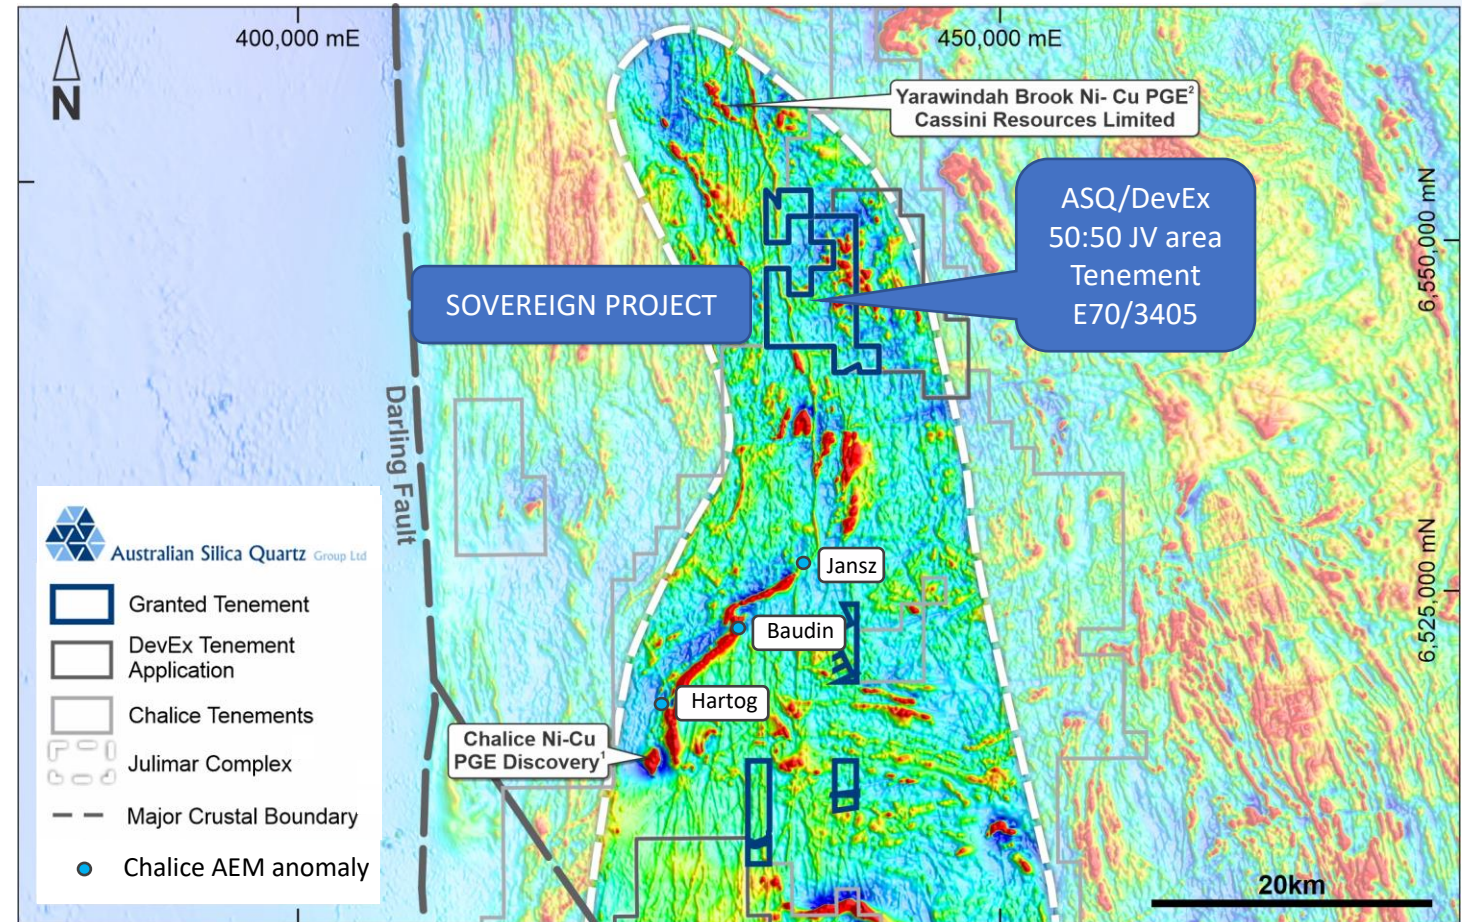 400,000 mE
450,000 mE
N
Yarawindah Brook Ni- Cu PGE²
Cassini Resources Limited
ASQ/DevEx
50:50 JV area
Tenement
E70/3405
6,550,000 mN
SOVEREIGN PROJECT
Darling Fault
6,525,000 mN
Jansz
Baudin
Hartog
Chalice Ni-Cu
PGE Discovery¹
Australian Silica Quartz Group Ltd
Granted Tenement
DevEx Tenement
Application
Chalice Tenements
Julimar Complex
Major Crustal Boundary
Chalice AEM anomaly
20km